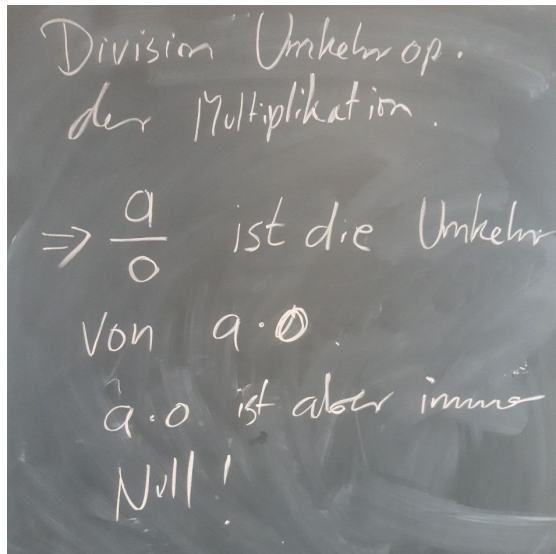 Division Umkehrop.
der Multiplikation.
⇒ a/0 ist die Umkehr
von a·0.
a·0 ist aber immer
Null!